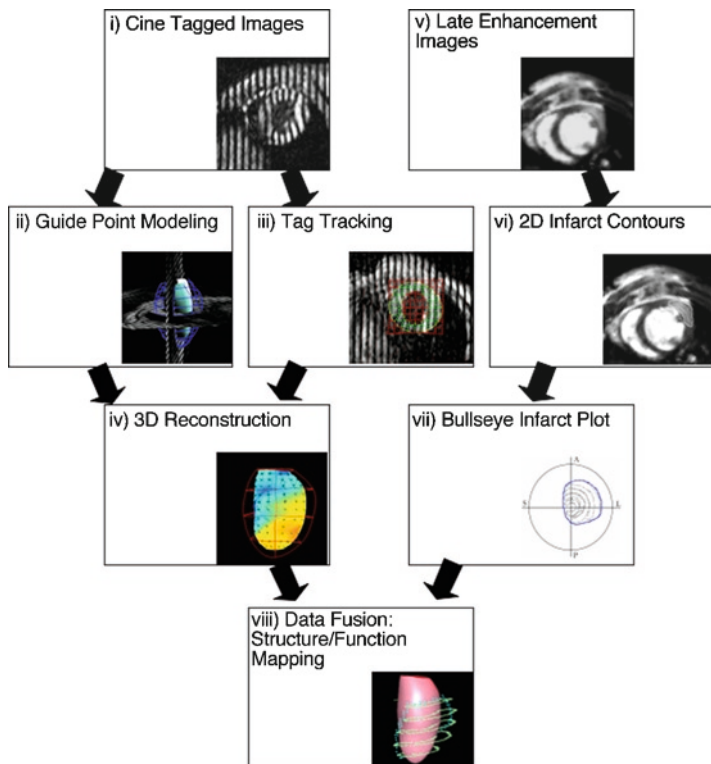 i) Cine Tagged Images
v) Late Enhancement
Images
ii) Guide Point Modeling
iii) Tag Tracking
vi) 2D Infarct Contours
iv) 3D Reconstruction
vii) Bullseye Infarct Plot
A
S
L
P
viii) Data Fusion:
Structure/Function
Mapping